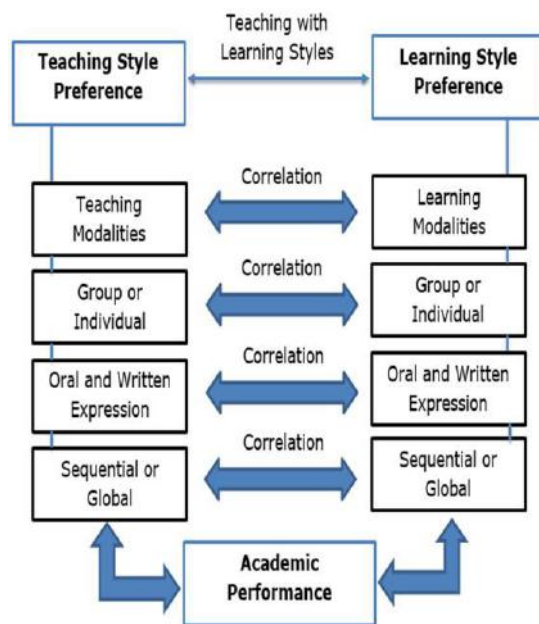 Teaching with
Learning Styles
Teaching Style
Preference
Learning Style
Preference
Correlation
Teaching
Modalities
Learning
Modalities
Correlation
Group or
Individual
Group or
Individual
Correlation
Oral and Written
Expression
Oral and Written
Expression
Correlation
Sequential or
Global
Sequential or
Global
Academic
Performance